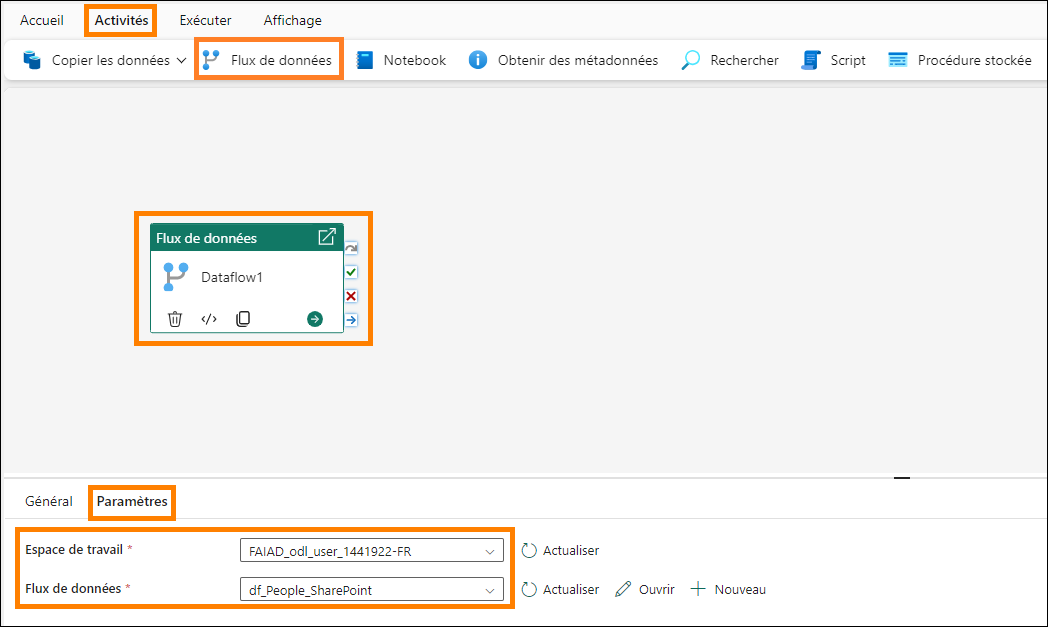 Accueil Activités Exécuter Affichage
Copier les données Flux de données Notebook Obtenir des métadonnées Rechercher Script Procédure stockée
Flux de données
Dataflow1
Général Paramètres
Espace de travail * FAIAD_odl_user_1441922-FR Actualiser
Flux de données * df_People_SharePoint Actualiser Ouvrir Nouveau